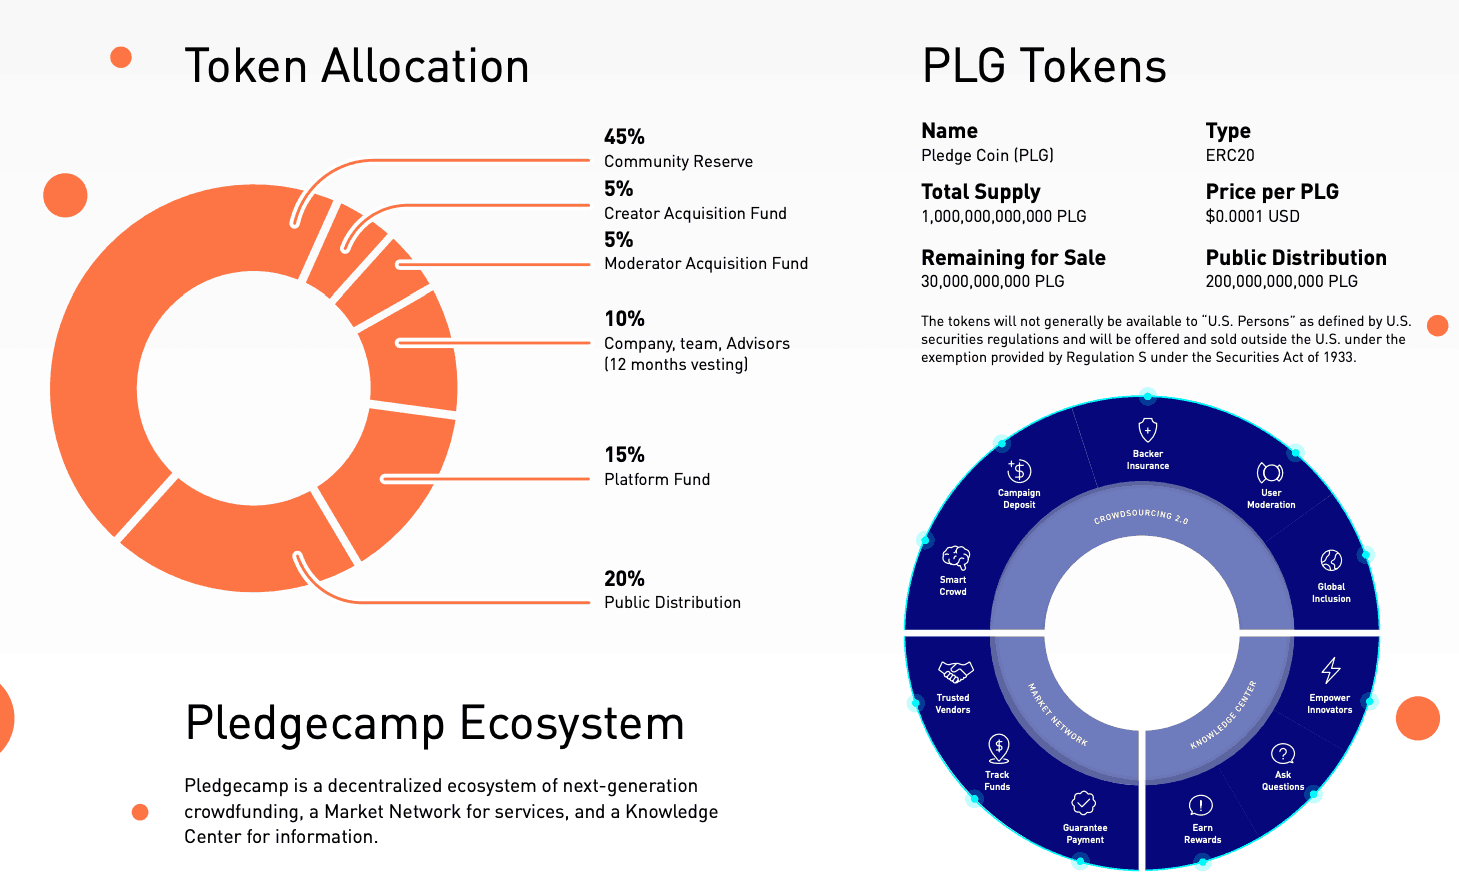 Token Allocation
45%
Community Reserve
5%
Creator Acquisition Fund
5%
Moderator Acquisition Fund
10%
Company, team, Advisors
(12 months vesting)
15%
Platform Fund
20%
Public Distribution
Pledgecamp Ecosystem
Pledgecamp is a decentralized ecosystem of next-generation
crowdfunding, a Market Network for services, and a Knowledge
Center for information.
PLG Tokens
Name
Pledge Coin (PLG)
Type
ERC20
Total Supply
1,000,000,000,000 PLG
Price per PLG
$0.0001 USD
Remaining for Sale
30,000,000,000 PLG
Public Distribution
200,000,000,000 PLG
The tokens will not generally be available to “U.S. Persons” as defined by U.S.
securities regulations and will be offered and sold outside the U.S. under the
exemption provided by Regulation S under the Securities Act of 1933.
Backer
Insurance
Campaign
Deposit
User
Moderation
CROWDSOURCING 2.0
Smart
Crowd
Global
Inclusion
Trusted
Vendors
MARKET NETWORK
KNOWLEDGE CENTER
Empower
Innovators
Track
Funds
Ask
Questions
Guarantee
Payment
Earn
Rewards